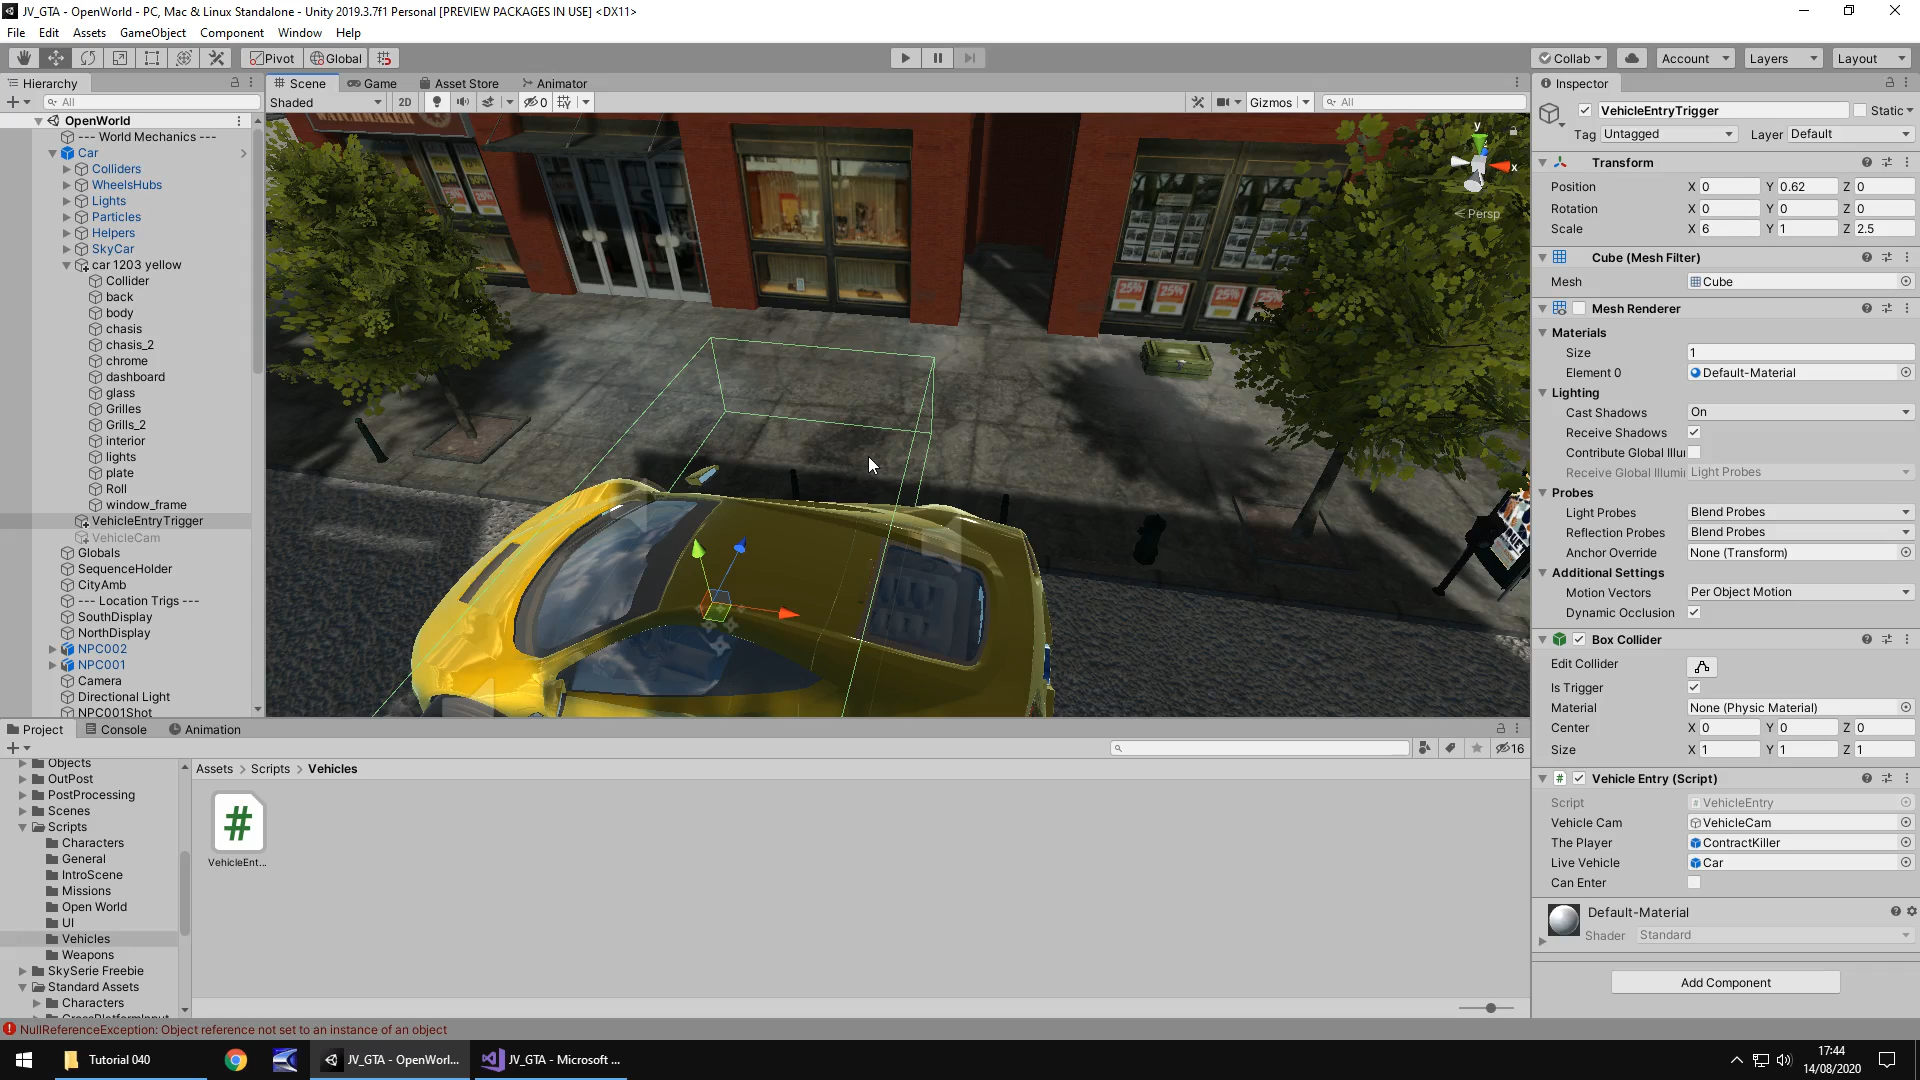 JV_GTA - OpenWorld - PC, Mac & Linux Standalone - Unity 2019.3.7f1 Personal [PREVIEW PACKAGES IN USE] <DX11>
File Edit Assets GameObject Component Window Help
Pivot Global Collab Account Layers Layout
Hierarchy Scene Game Asset Store Animator Inspector
All Shaded 2D 0 Gizmos All
OpenWorld
--- World Mechanics ---
Car
Colliders
WheelsHubs
Lights
Particles
Helpers
SkyCar
car 1203 yellow
Collider
back
body
chasis
chasis_2
chrome
dashboard
glass
Grilles
Grills_2
interior
lights
plate
Roll
window_frame
VehicleEntryTrigger
VehicleCam
Globals
SequenceHolder
CityAmb
--- Location Trigs ---
SouthDisplay
NorthDisplay
NPC002
NPC001
Camera
Directional Light
NPC001Shot
WATCHMAKER
25% 25% 25%
y
x
Persp
VehicleEntryTrigger Static
Tag Untagged Layer Default
Transform
Position X 0 Y 0.62 Z 0
Rotation X 0 Y 0 Z 0
Scale X 6 Y 1 Z 2.5
Cube (Mesh Filter)
Mesh Cube
Mesh Renderer
Materials
Size 1
Element 0 Default-Material
Lighting
Cast Shadows On
Receive Shadows
Contribute Global Illu
Receive Global Illumi Light Probes
Probes
Light Probes Blend Probes
Reflection Probes Blend Probes
Anchor Override None (Transform)
Additional Settings
Motion Vectors Per Object Motion
Dynamic Occlusion
Box Collider
Edit Collider
Is Trigger
Material None (Physic Material)
Center X 0 Y 0 Z 0
Size X 1 Y 1 Z 1
Vehicle Entry (Script)
Script VehicleEntry
Vehicle Cam VehicleCam
The Player ContractKiller
Live Vehicle Car
Can Enter
Default-Material
Shader Standard
Add Component
Project Console Animation
16
Objects
OutPost
PostProcessing
Scenes
Scripts
Characters
General
IntroScene
Missions
Open World
UI
Vehicles
Weapons
SkySerie Freebie
Standard Assets
Characters
CrossPlatformInput
Assets > Scripts > Vehicles
#
VehicleEnt...
NullReferenceException: Object reference not set to an instance of an object
Tutorial 040 JV_GTA - OpenWorl... JV_GTA - Microsoft ...
17:44
14/08/2020